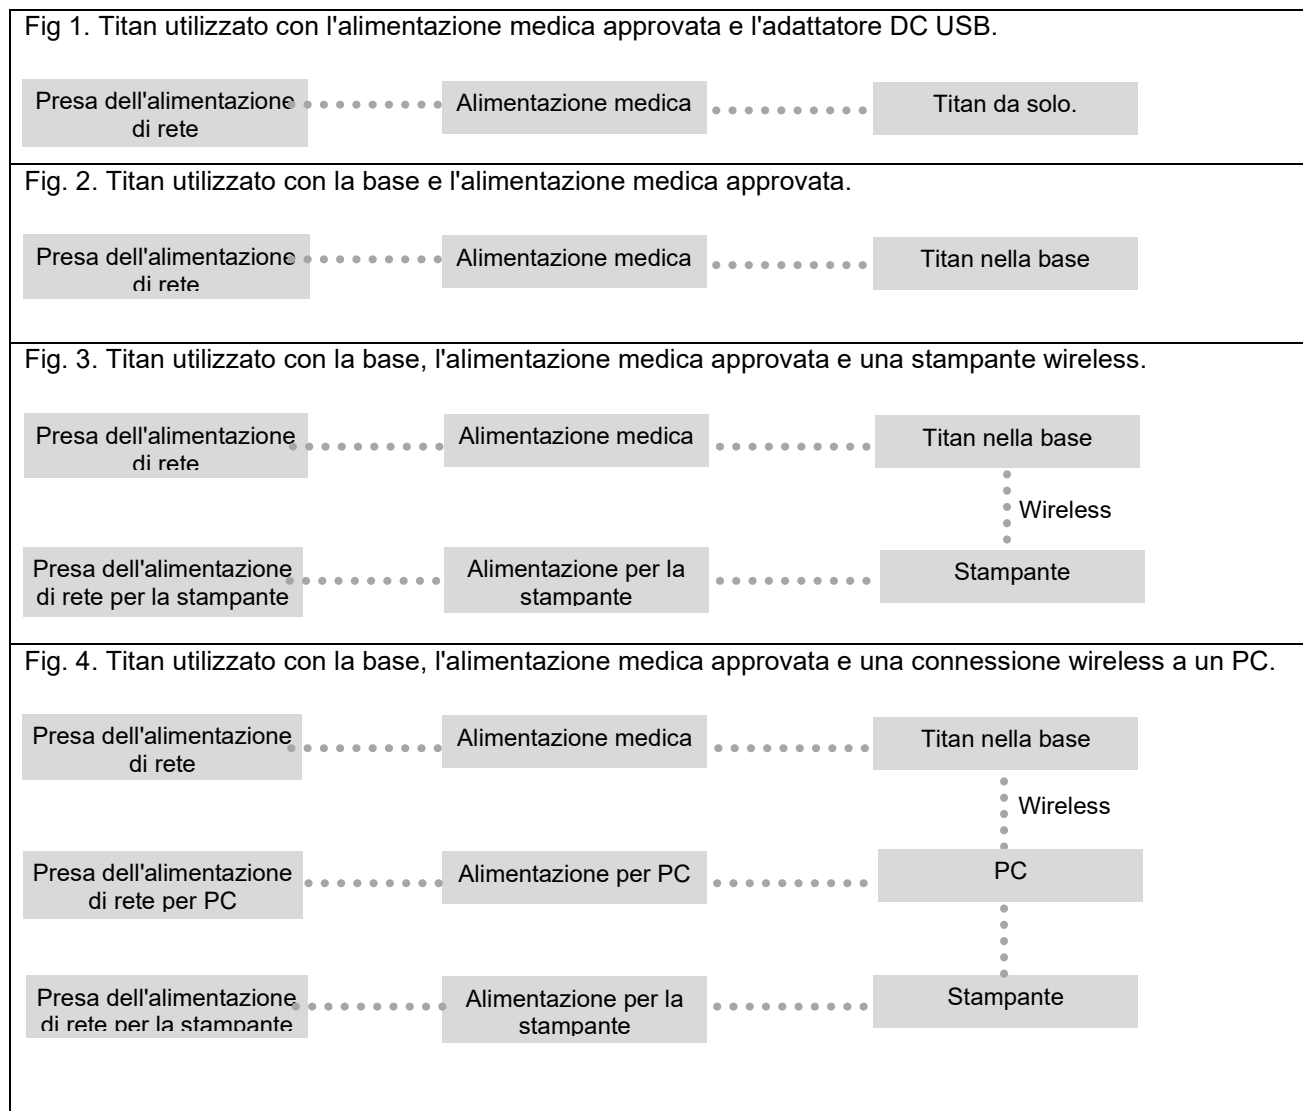 Fig 1. Titan utilizzato con l'alimentazione medica approvata e l'adattatore DC USB.
Presa dell'alimentazione
di rete
Alimentazione medica
Titan da solo.
Fig. 2. Titan utilizzato con la base e l'alimentazione medica approvata.
Presa dell'alimentazione
di rete
Alimentazione medica
Titan nella base
Fig. 3. Titan utilizzato con la base, l'alimentazione medica approvata e una stampante wireless.
Presa dell'alimentazione
di rete
Alimentazione medica
Titan nella base
Wireless
Presa dell'alimentazione
di rete per la stampante
Alimentazione per la
stampante
Stampante
Fig. 4. Titan utilizzato con la base, l'alimentazione medica approvata e una connessione wireless a un PC.
Presa dell'alimentazione
di rete
Alimentazione medica
Titan nella base
Wireless
Presa dell'alimentazione
di rete per PC
Alimentazione per PC
PC
Presa dell'alimentazione
di rete per la stampante
Alimentazione per la
stampante
Stampante